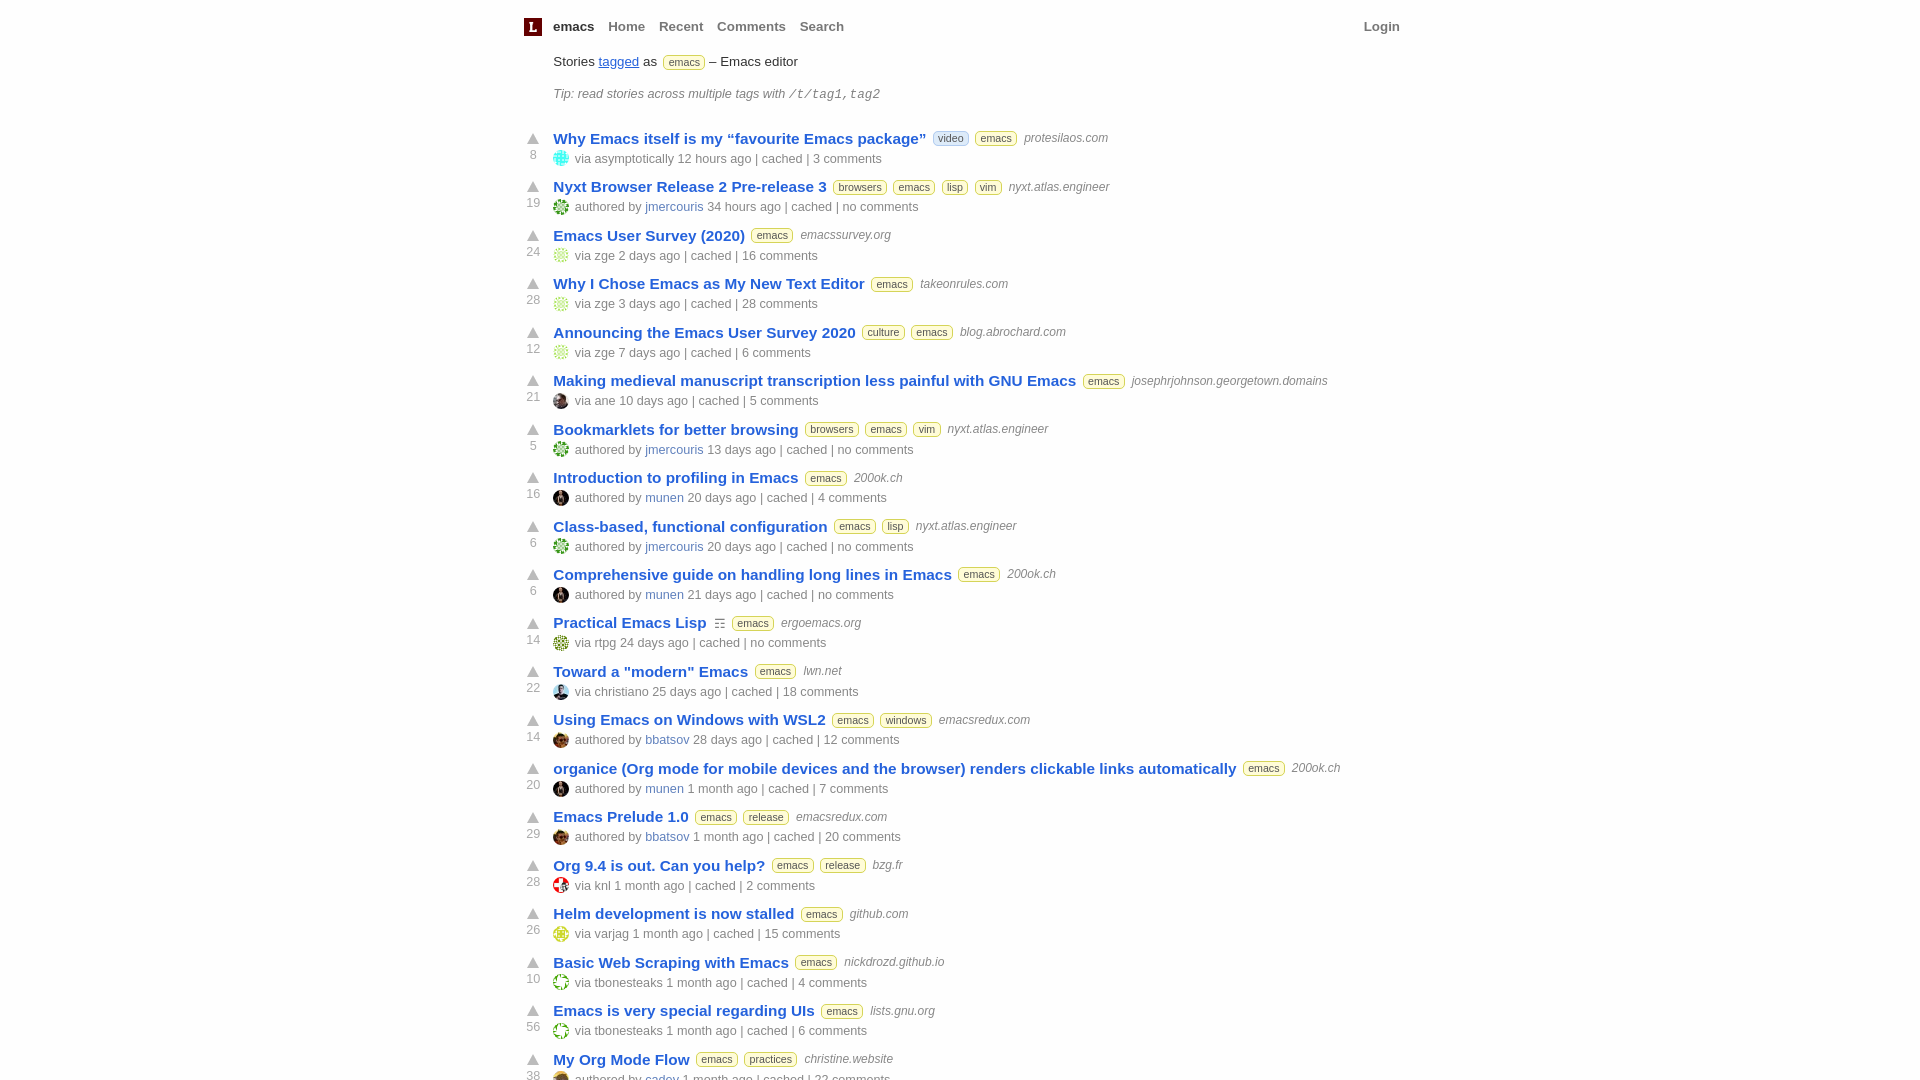 L emacs Home Recent Comments Search Login
Stories tagged as emacs – Emacs editor
Tip: read stories across multiple tags with /t/tag1,tag2
Why Emacs itself is my “favourite Emacs package” video emacs protesilaos.com
8 via asymptotically 12 hours ago | cached | 3 comments
Nyxt Browser Release 2 Pre-release 3 browsers emacs lisp vim nyxt.atlas.engineer
19 authored by jmercouris 34 hours ago | cached | no comments
Emacs User Survey (2020) emacs emacssurvey.org
24 via zge 2 days ago | cached | 16 comments
Why I Chose Emacs as My New Text Editor emacs takeonrules.com
28 via zge 3 days ago | cached | 28 comments
Announcing the Emacs User Survey 2020 culture emacs blog.abrochard.com
12 via zge 7 days ago | cached | 6 comments
Making medieval manuscript transcription less painful with GNU Emacs emacs josephrjohnson.georgetown.domains
21 via ane 10 days ago | cached | 5 comments
Bookmarklets for better browsing browsers emacs vim nyxt.atlas.engineer
5 authored by jmercouris 13 days ago | cached | no comments
Introduction to profiling in Emacs emacs 200ok.ch
16 authored by munen 20 days ago | cached | 4 comments
Class-based, functional configuration emacs lisp nyxt.atlas.engineer
6 authored by jmercouris 20 days ago | cached | no comments
Comprehensive guide on handling long lines in Emacs emacs 200ok.ch
6 authored by munen 21 days ago | cached | no comments
Practical Emacs Lisp ☶ emacs ergoemacs.org
14 via rtpg 24 days ago | cached | no comments
Toward a "modern" Emacs emacs lwn.net
22 via christiano 25 days ago | cached | 18 comments
Using Emacs on Windows with WSL2 emacs windows emacsredux.com
14 authored by bbatsov 28 days ago | cached | 12 comments
organice (Org mode for mobile devices and the browser) renders clickable links automatically emacs 200ok.ch
20 authored by munen 1 month ago | cached | 7 comments
Emacs Prelude 1.0 emacs release emacsredux.com
29 authored by bbatsov 1 month ago | cached | 20 comments
Org 9.4 is out. Can you help? emacs release bzg.fr
28 via knl 1 month ago | cached | 2 comments
Helm development is now stalled emacs github.com
26 via varjag 1 month ago | cached | 15 comments
Basic Web Scraping with Emacs emacs nickdrozd.github.io
10 via tbonesteaks 1 month ago | cached | 4 comments
Emacs is very special regarding UIs emacs lists.gnu.org
56 via tbonesteaks 1 month ago | cached | 6 comments
My Org Mode Flow emacs practices christine.website
38 authored by cadey 1 month ago | cached | 22 comments